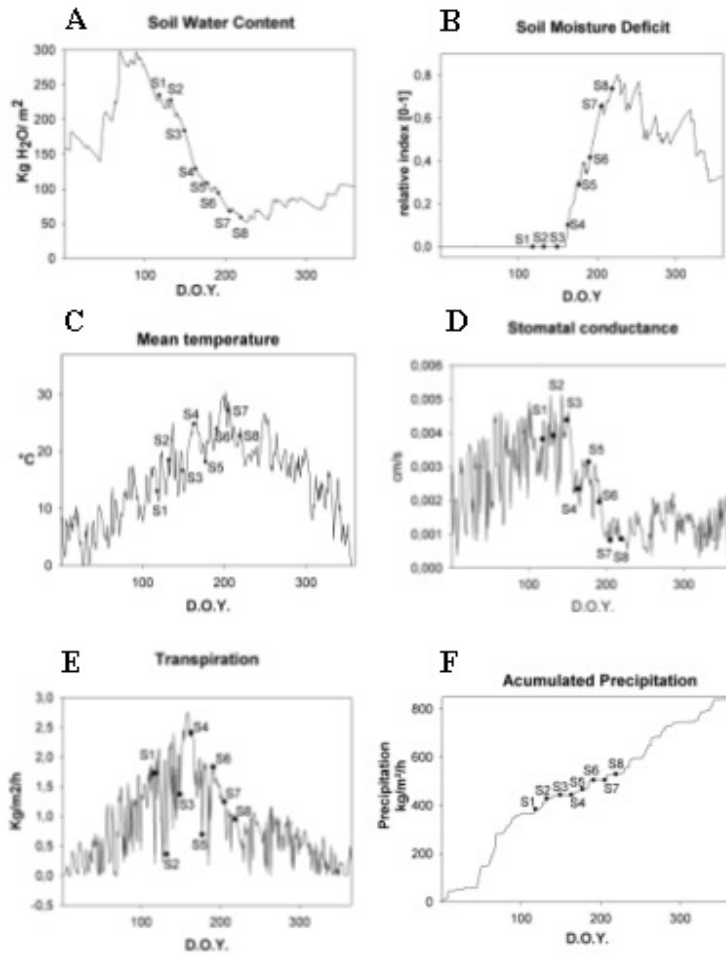 A
Soil Water Content
Kg H₂O/ m²
300
250
200
150
100
50
0
S1
S2
S3
S4
S5
S6
S7
S8
100
200
300
D.O.Y.
B
Soil Moisture Deficit
relative index [0-1]
0,8
0,6
0,4
0,2
0,0
S8
S7
S6
S5
S4
S1
S2
S3
100
200
300
D.O.Y
C
Mean temperature
°C
30
20
10
0
S4
S7
S2
S6
S8
S5
S3
S1
100
200
300
D.O.Y.
D
Stomatal conductance
cm/s
0,006
0,005
0,004
0,003
0,002
0,001
0,000
S2
S1
S3
S5
S4
S6
S7
S8
100
200
300
D.O.Y.
E
Transpiration
Kg/m2/h
3,0
2,5
2,0
1,5
1,0
0,5
0,0
-0,5
S4
S1
S6
S3
S7
S8
S5
S2
100
200
300
D.O.Y.
F
Acumulated Precipitation
Precipitation
kg/m²/h
800
600
400
200
0
S8
S6
S5
S3
S2
S1
S4
S7
100
200
300
D.O.Y.